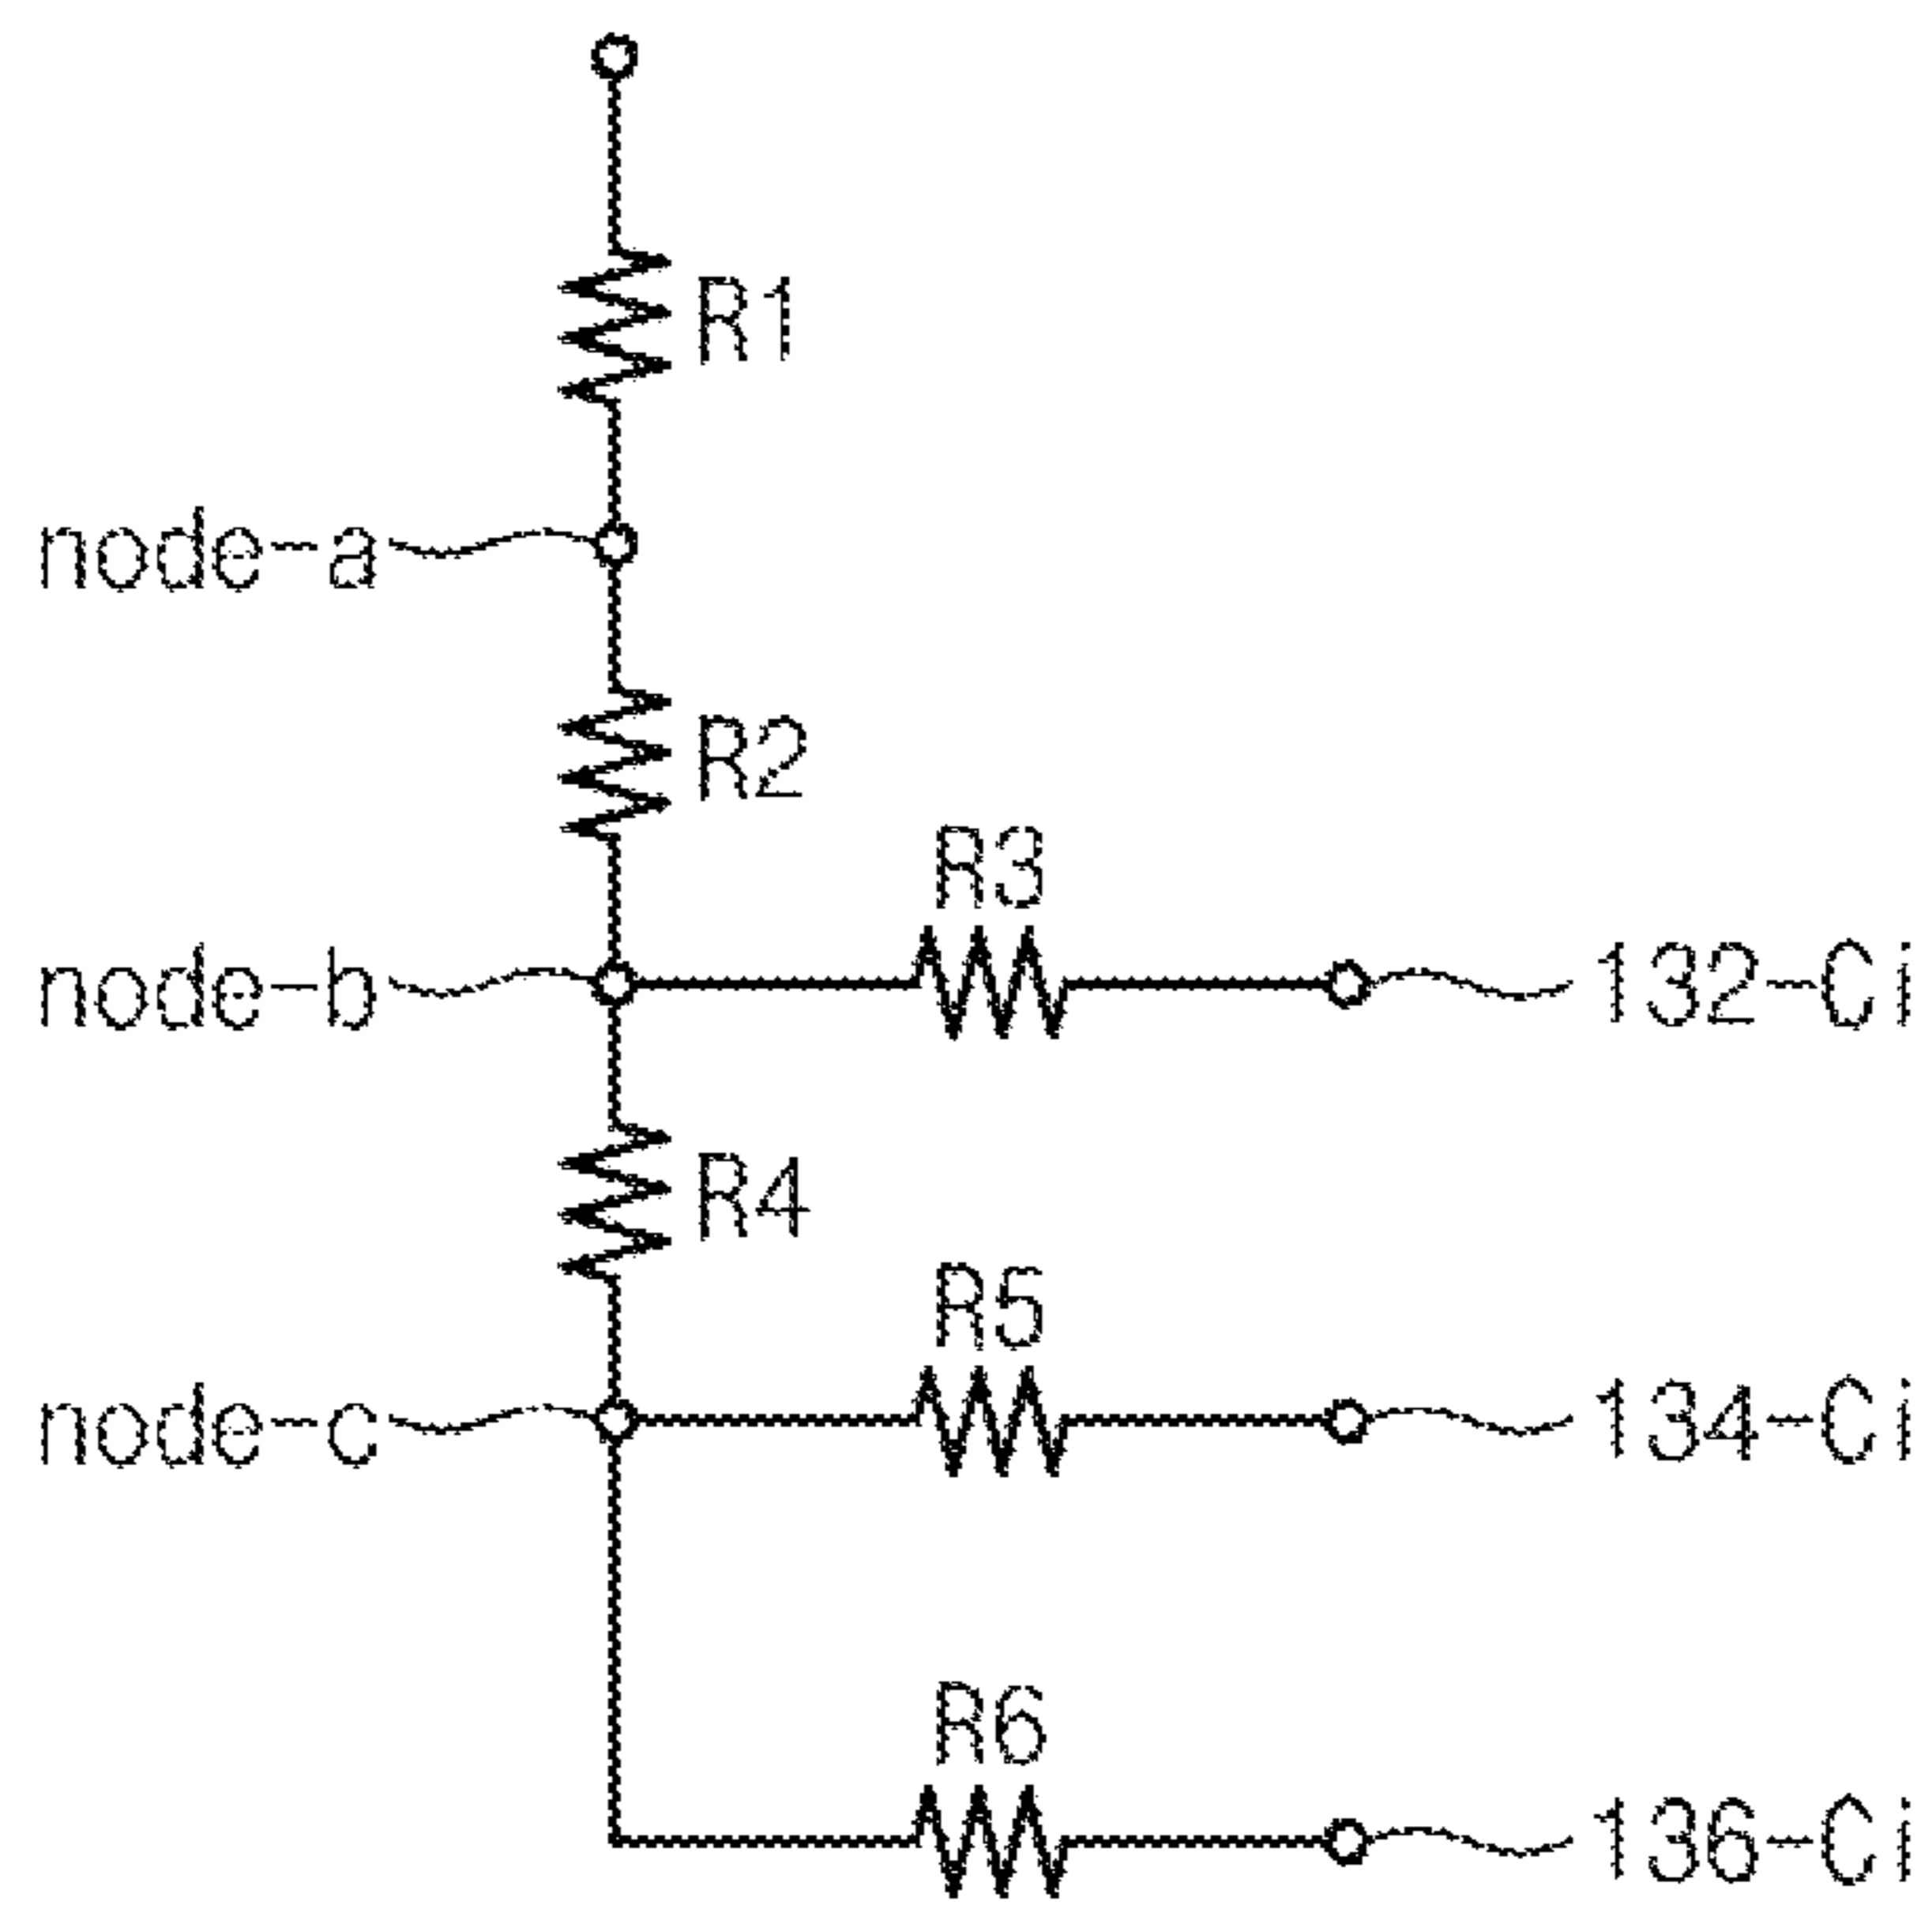 R1
node-a
R2
R3
node-b
132-Ci
R4
R5
node-c
134-Ci
R6
136-Ci